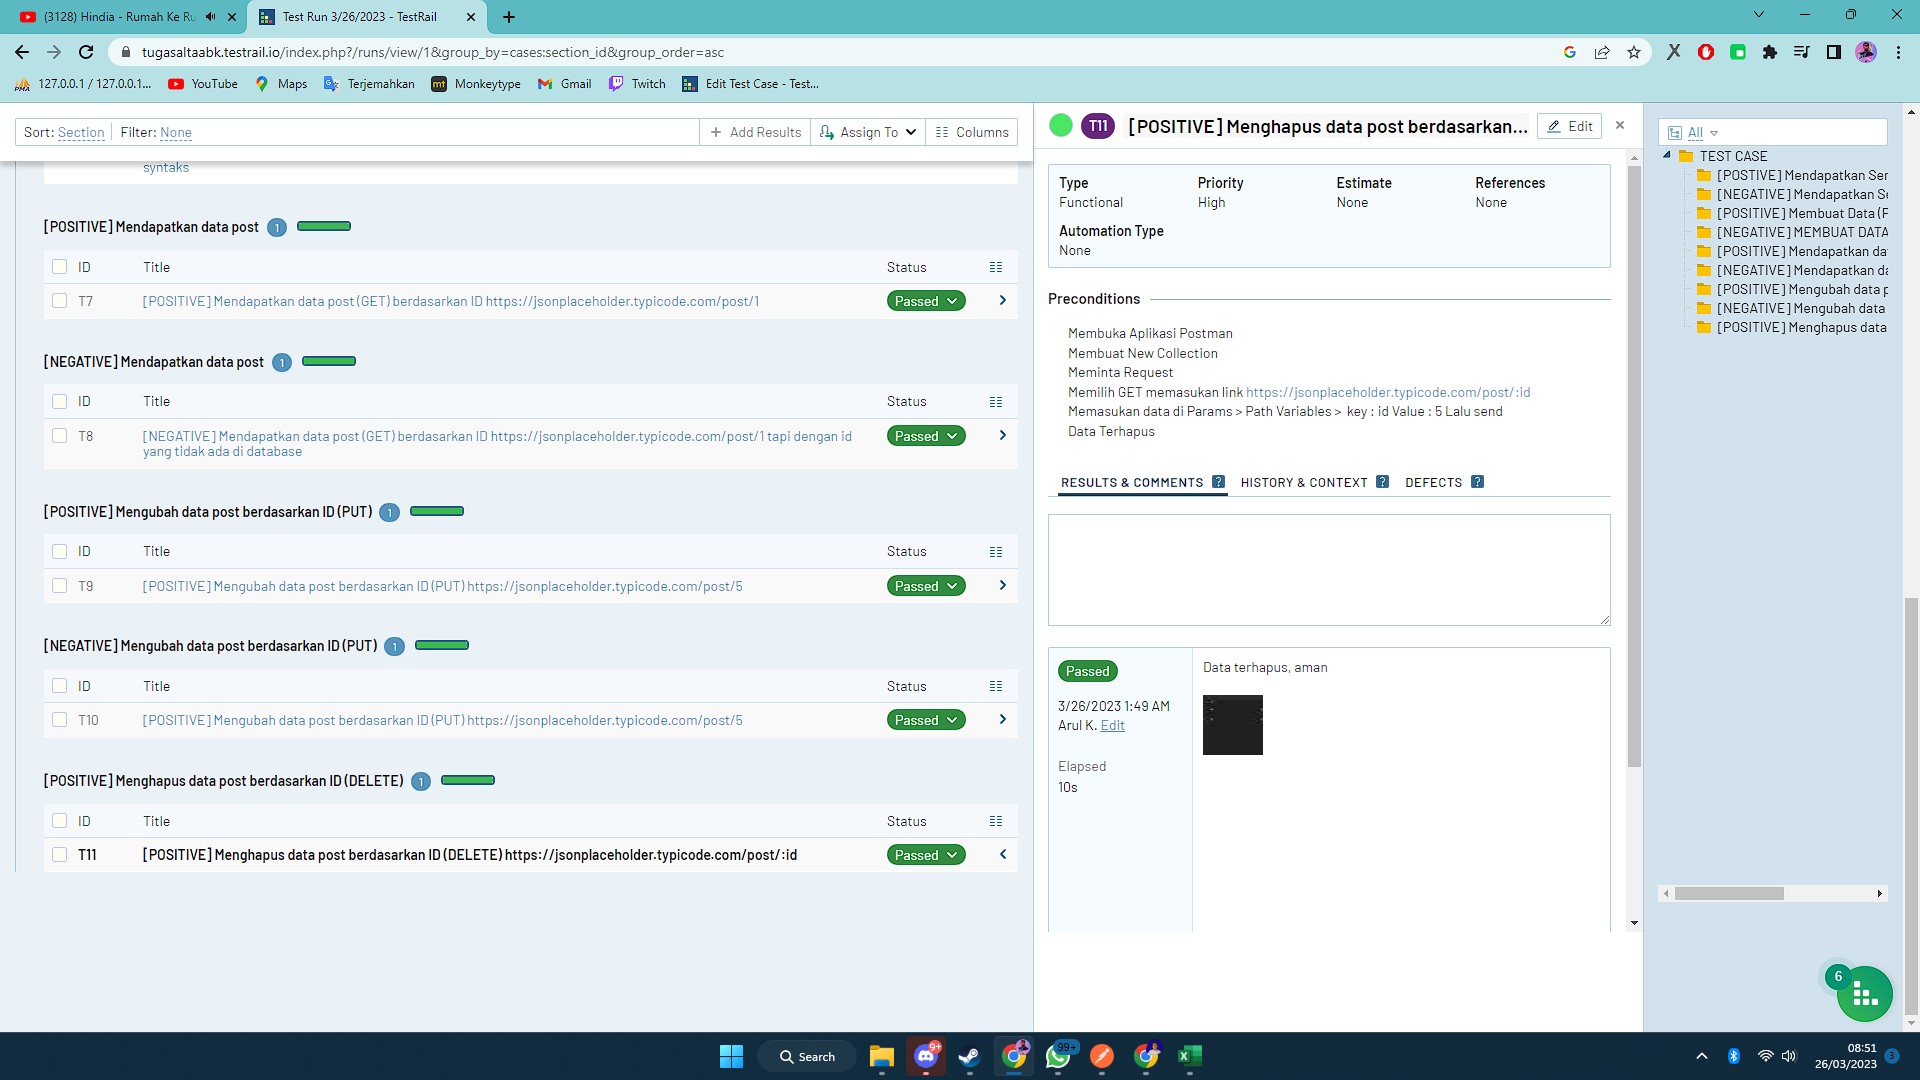 (3128) Hindia - Rumah Ke Ru
Test Run 3/26/2023 - TestRail
tugasaltaabk.testrail.io/index.php?/runs/view/1&group_by=cases:section_id&group_order=asc
127.0.0.1 / 127.0.0.1...
YouTube
Maps
Terjemahkan
Monkeytype
Gmail
Twitch
Edit Test Case - Test...
Sort: Section
Filter: None
Add Results
Assign To
Columns
syntaks
[POSITIVE] Mendapatkan data post 1
ID Title Status
T7 [POSITIVE] Mendapatkan data post (GET) berdasarkan ID https://jsonplaceholder.typicode.com/post/1 Passed
[NEGATIVE] Mendapatkan data post 1
ID Title Status
T8 [NEGATIVE] Mendapatkan data post (GET) berdasarkan ID https://jsonplaceholder.typicode.com/post/1 tapi dengan id Passed
yang tidak ada di database
[POSITIVE] Mengubah data post berdasarkan ID (PUT) 1
ID Title Status
T9 [POSITIVE] Mengubah data post berdasarkan ID (PUT) https://jsonplaceholder.typicode.com/post/5 Passed
[NEGATIVE] Mengubah data post berdasarkan ID (PUT) 1
ID Title Status
T10 [POSITIVE] Mengubah data post berdasarkan ID (PUT) https://jsonplaceholder.typicode.com/post/5 Passed
[POSITIVE] Menghapus data post berdasarkan ID (DELETE) 1
ID Title Status
T11 [POSITIVE] Menghapus data post berdasarkan ID (DELETE) https://jsonplaceholder.typicode.com/post/:id Passed
T11 [POSITIVE] Menghapus data post berdasarkan... Edit
Type Priority Estimate References
Functional High None None
Automation Type
None
Preconditions
Membuka Aplikasi Postman
Membuat New Collection
Meminta Request
Memilih GET memasukan link https://jsonplaceholder.typicode.com/post/:id
Memasukan data di Params > Path Variables > key : id Value : 5 Lalu send
Data Terhapus
RESULTS & COMMENTS ? HISTORY & CONTEXT ? DEFECTS ?
Passed
3/26/2023 1:49 AM
Arul K. Edit
Elapsed
10s
Data terhapus, aman
All
TEST CASE
[POSTIVE] Mendapatkan Ser
[NEGATIVE] Mendapatkan Se
[POSITIVE] Membuat Data (F
[NEGATIVE] MEMBUAT DATA
[POSITIVE] Mendapatkan da
[NEGATIVE] Mendapatkan da
[POSITIVE] Mengubah data p
[NEGATIVE] Mengubah data
[POSITIVE] Menghapus data
6
Search
9+
99+
08:51
26/03/2023
3